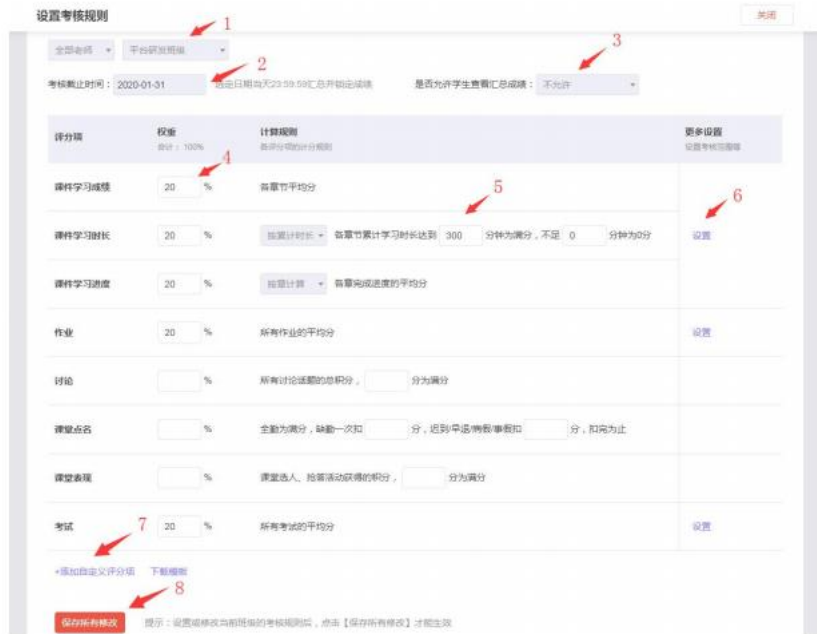 设置考核规则 关闭
1
全部老师 平台研发班级
2 3
考核截止时间： 2020-01-31 选定日期当天23:59:59汇总并锁定成绩 是否允许学生查看汇总成绩： 不允许
评分项 权重 计算规则 更多设置
合计： 100% 各评分项的计分规则 设置考核范围等
4
课件学习成绩 20 % 各章节平均分
5 6
课件学习时长 20 % 按累计时长 各章节累计学习时长达到 300 分钟为满分，不足 0 分钟为0分 设置
课件学习进度 20 % 按章计算 各章完成进度的平均分
作业 20 % 所有作业的平均分 设置
讨论 % 所有讨论话题的总积分， 分为满分
课堂点名 % 全勤为满分，缺勤一次扣 分，迟到/早退/病假/事假扣 分，扣完为止
课堂表现 % 课堂选人、抢答活动获得的积分， 分为满分
考试 7 20 % 所有考试的平均分 设置
+添加自定义评分项 下载模板
8
保存所有修改 提示：设置或修改当前班级的考核规则后，点击【保存所有修改】才能生效